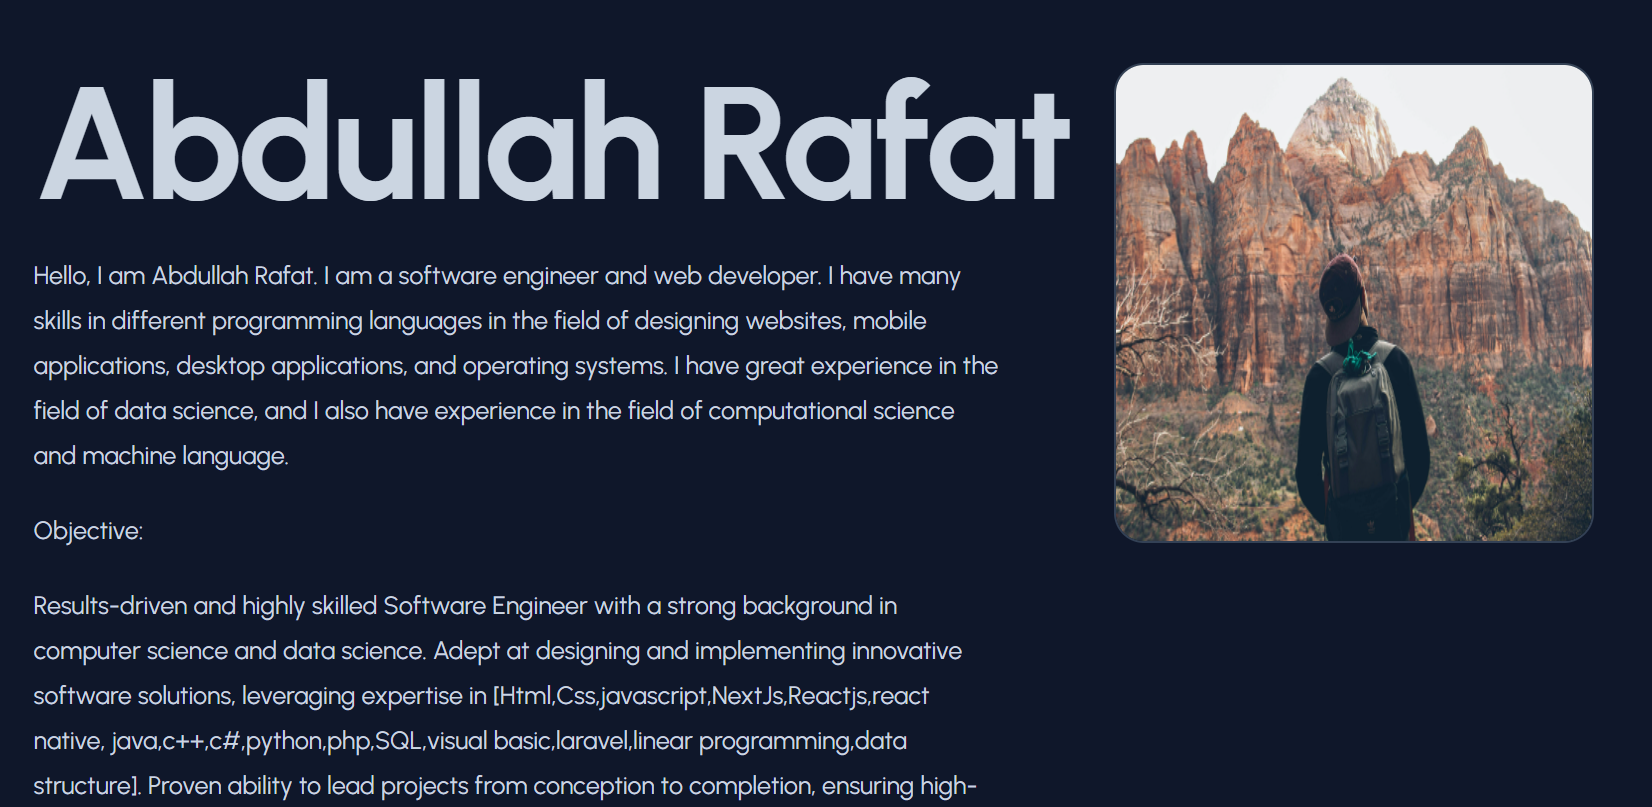 Abdullah Rafat
Hello, I am Abdullah Rafat. I am a software engineer and web developer. I have many
skills in different programming languages in the field of designing websites, mobile
applications, desktop applications, and operating systems. I have great experience in the
field of data science, and I also have experience in the field of computational science
and machine language.
Objective:
Results-driven and highly skilled Software Engineer with a strong background in
computer science and data science. Adept at designing and implementing innovative
software solutions, leveraging expertise in [Html,Css,javascript,NextJs,Reactjs,react
native, java,c++,c#,python,php,SQL,visual basic,laravel,linear programming,data
structure]. Proven ability to lead projects from conception to completion, ensuring high-